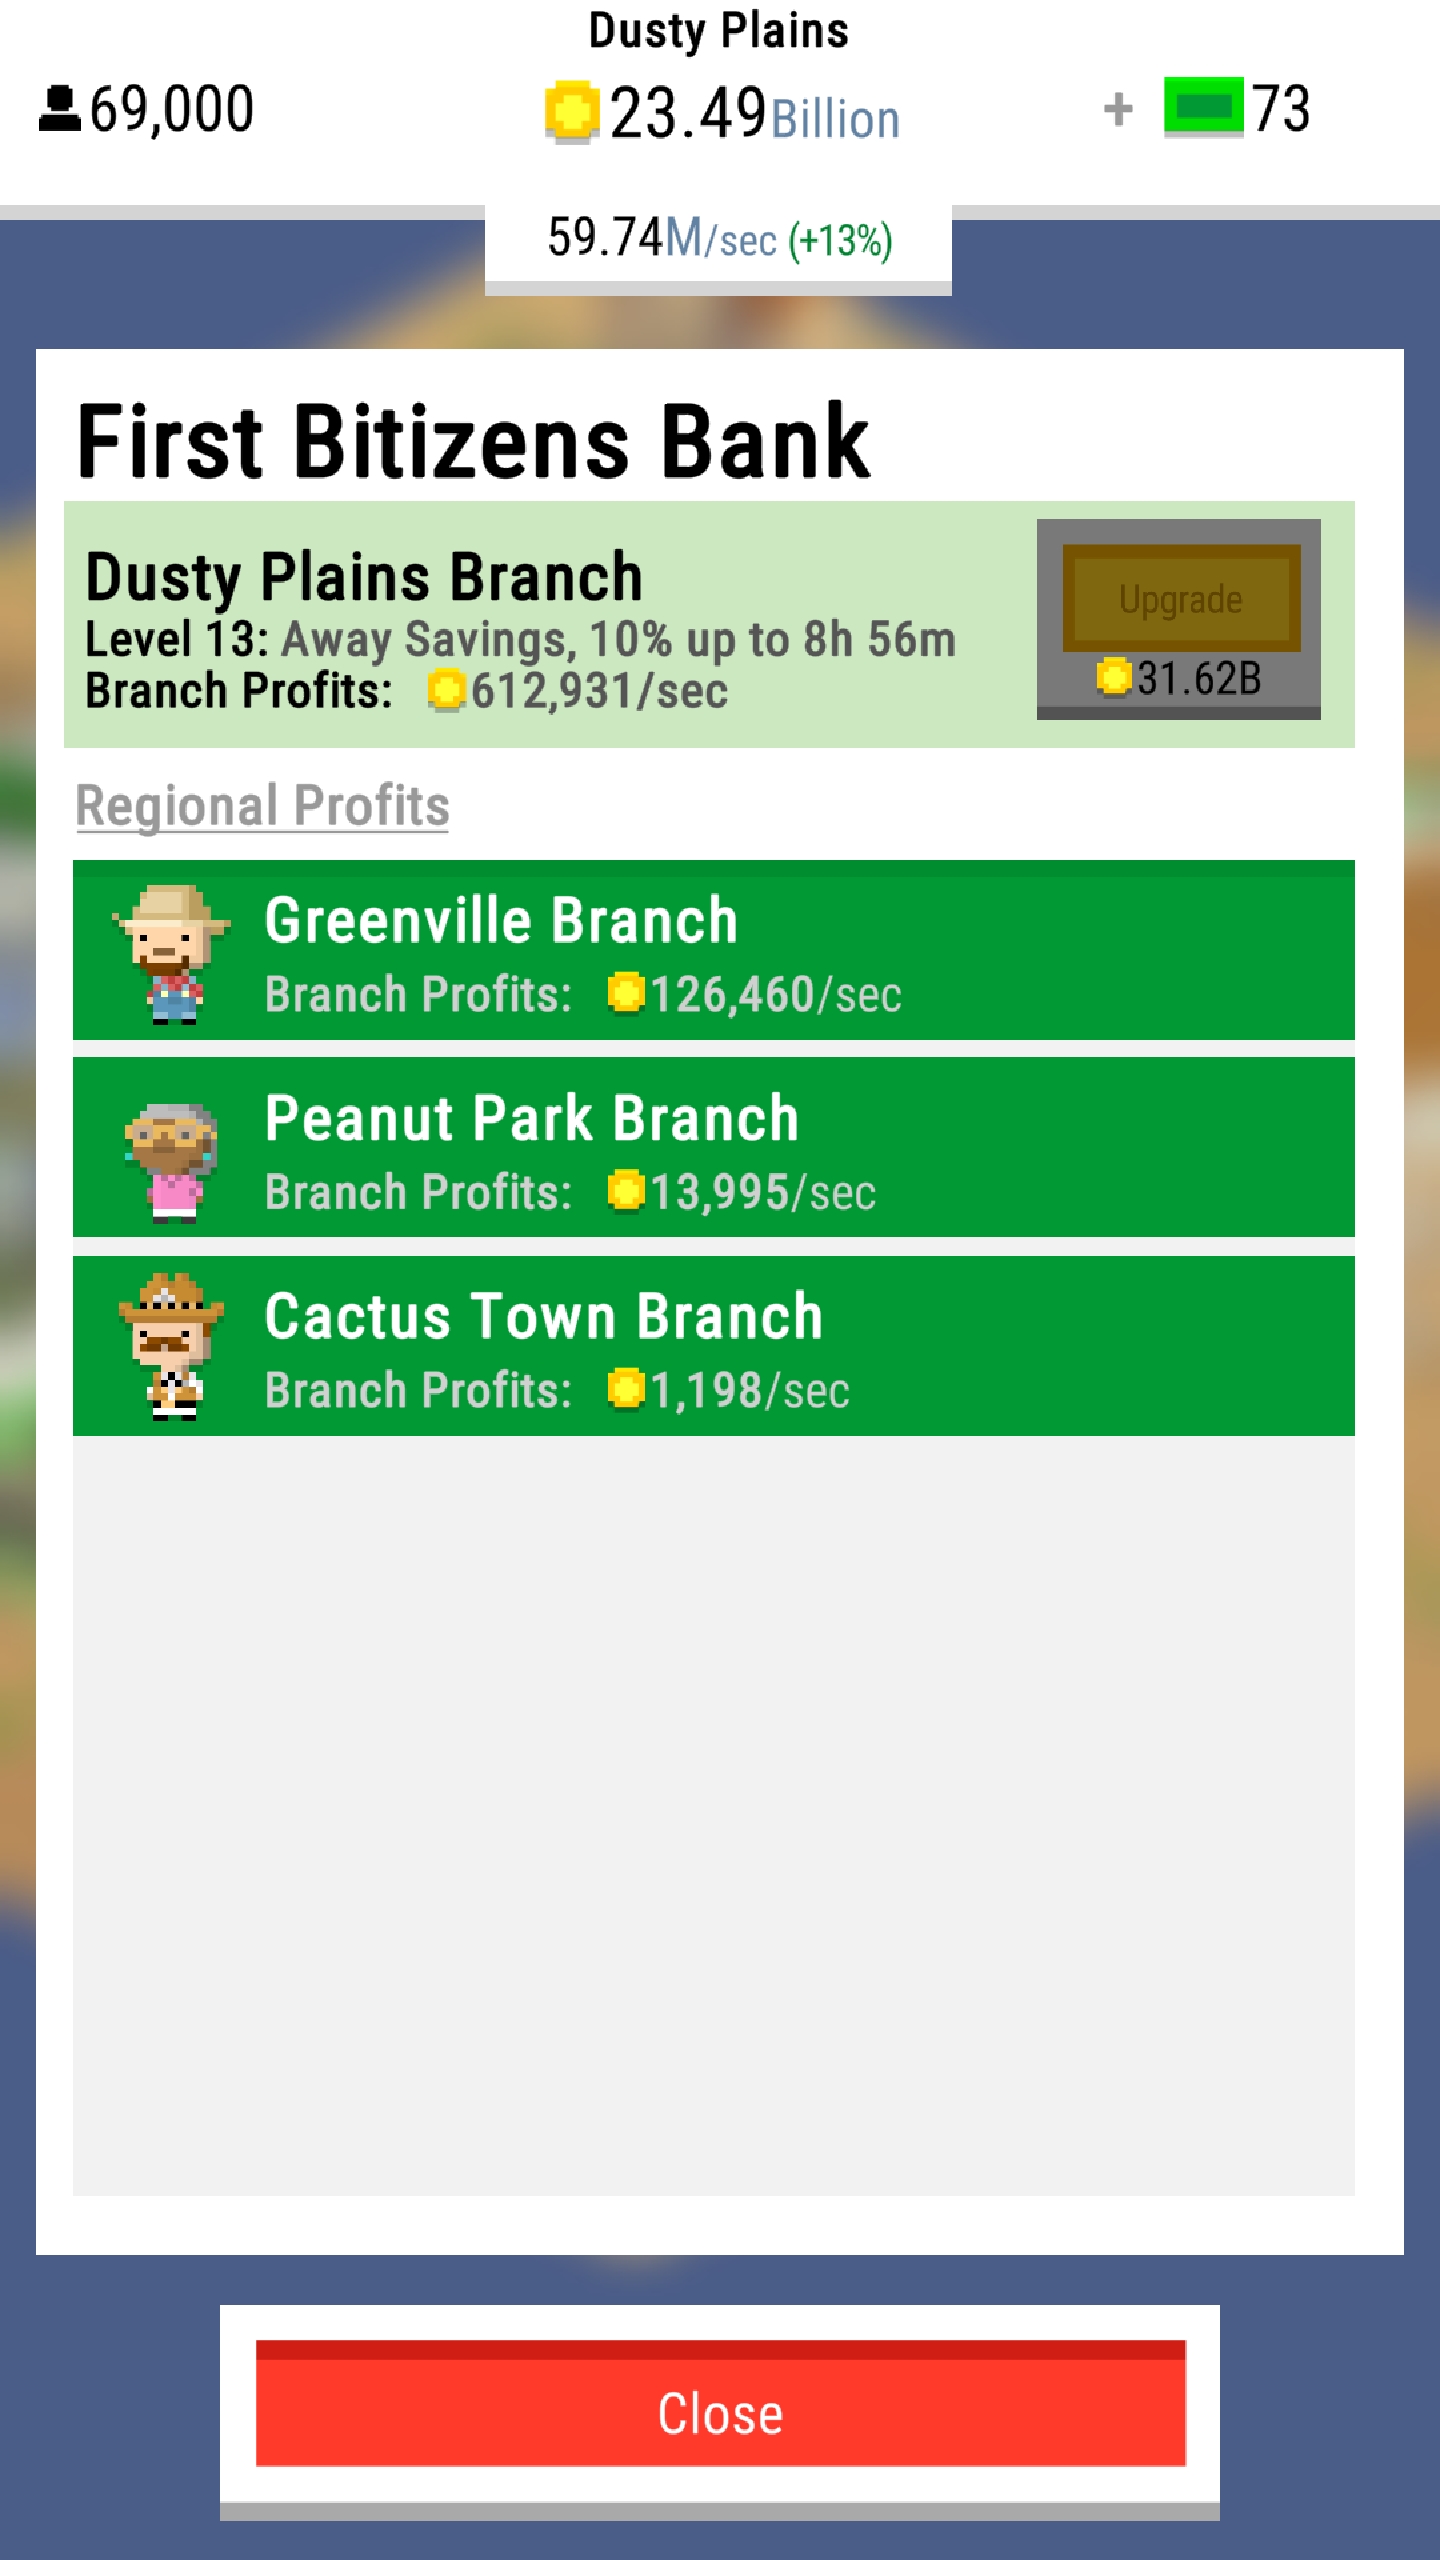 Dusty Plains
69,000
23.49Billion
+ 73
59.74M/sec (+13%)
First Bitizens Bank
Dusty Plains Branch
Level 13: Away Savings, 10% up to 8h 56m
Branch Profits: 612,931/sec
Upgrade
31.62B
Regional Profits
Greenville Branch
Branch Profits: 126,460/sec
Peanut Park Branch
Branch Profits: 13,995/sec
Cactus Town Branch
Branch Profits: 1,198/sec
Close